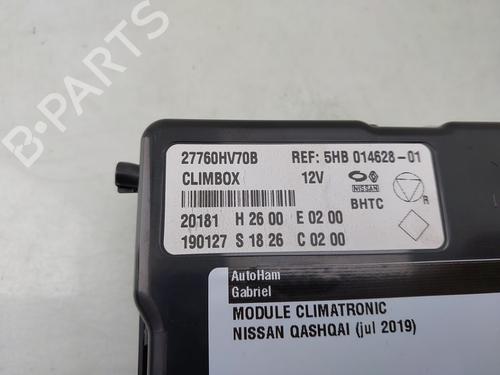 27760HV70B REF: 5HB 014628-01
CLIMBOX 12V
NISSAN
BHTC
R
20181 H 26 00 E 02 00
190127 S 18 26 C 02 00
AutoHam
Gabriel
MODULE CLIMATRONIC
NISSAN QASHQAI (jul 2019)
B-PARTS